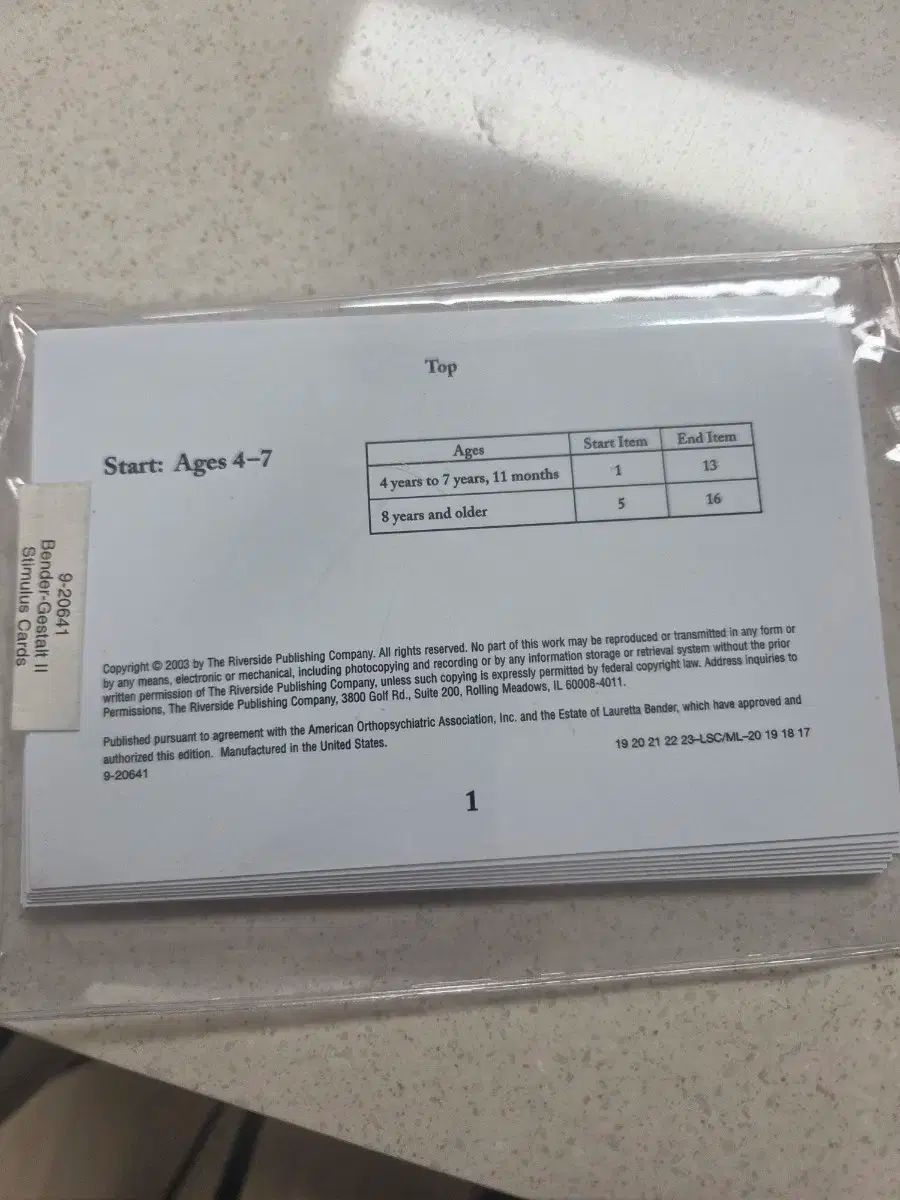 Top
Start: Ages 4–7
Ages Start Item End Item
4 years to 7 years, 11 months 1 13
8 years and older 5 16
9-20641
Bender-Gestalt II
Stimulus Cards
Copyright © 2003 by The Riverside Publishing Company. All rights reserved. No part of this work may be reproduced or transmitted in any form or
by any means, electronic or mechanical, including photocopying and recording or by any information storage or retrieval system without the prior
written permission of The Riverside Publishing Company, unless such copying is expressly permitted by federal copyright law. Address inquiries to
Permissions, The Riverside Publishing Company, 3800 Golf Rd., Suite 200, Rolling Meadows, IL 60008-4011.
Published pursuant to agreement with the American Orthopsychiatric Association, Inc. and the Estate of Lauretta Bender, which have approved and
authorized this edition. Manufactured in the United States.
19 20 21 22 23–LSC/ML–20 19 18 17
9-20641
1